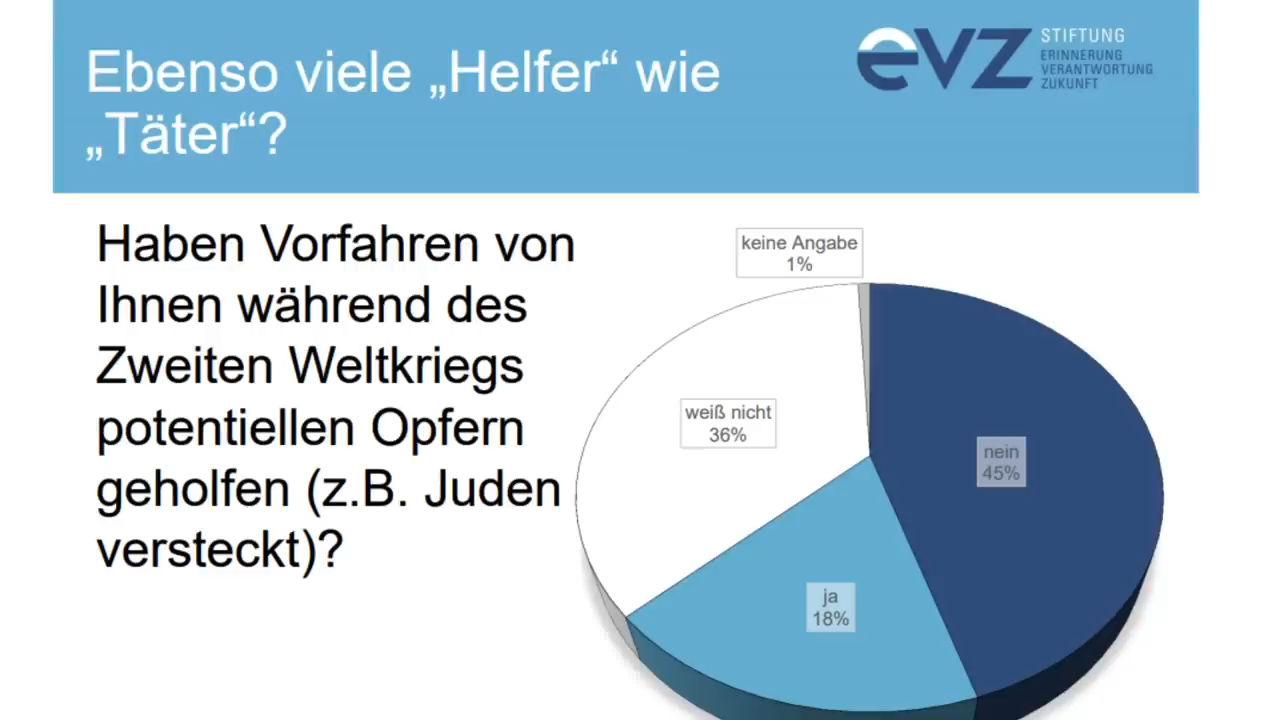 Ebenso viele „Helfer“ wie
„Täter“?
evz
STIFTUNG
ERINNERUNG
VERANTWORTUNG
ZUKUNFT
Haben Vorfahren von
Ihnen während des
Zweiten Weltkriegs
potentiellen Opfern
geholfen (z.B. Juden
versteckt)?
keine Angabe
1%
weiß nicht
36%
nein
45%
ja
18%